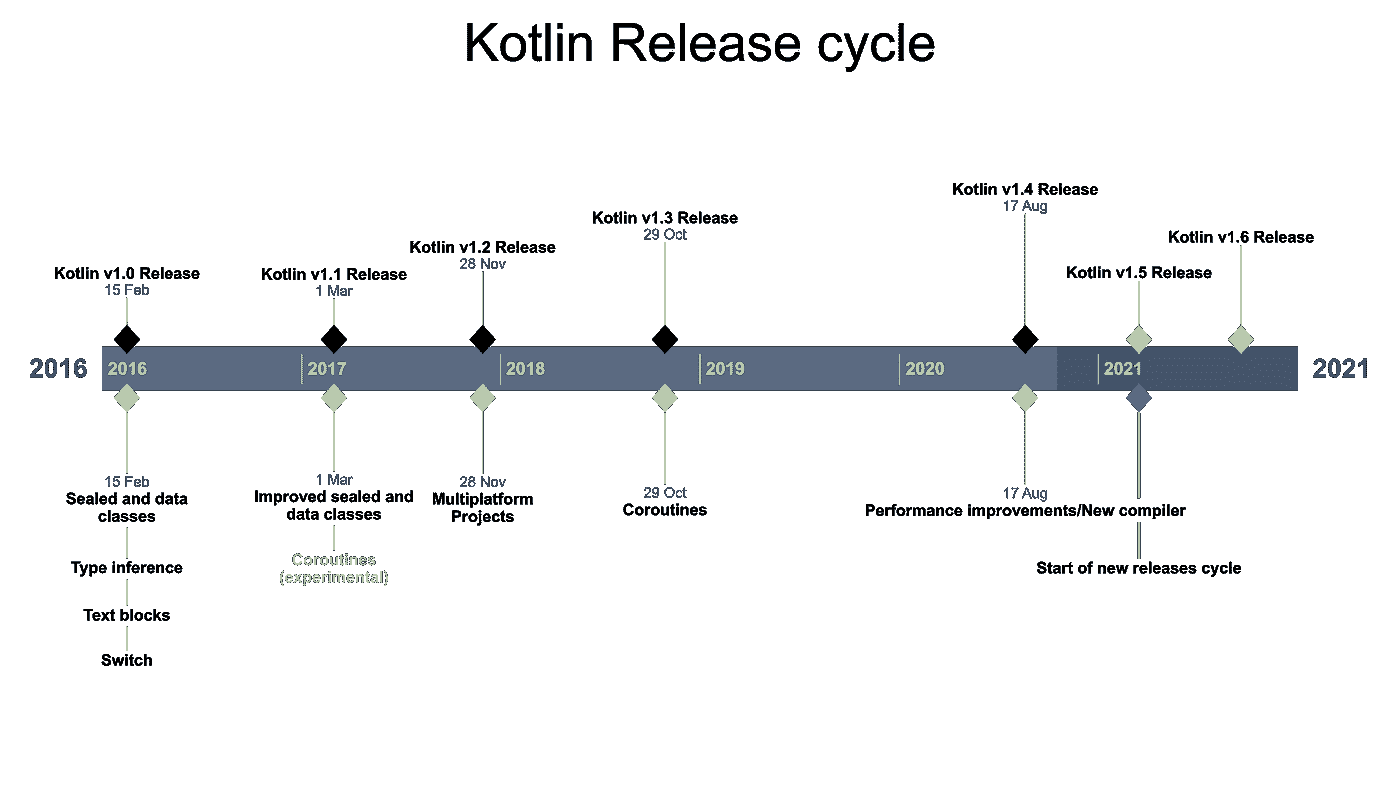 Kotlin Release cycle
Kotlin v1.4 Release
17 Aug
Kotlin v1.3 Release
29 Oct
Kotlin v1.6 Release
Kotlin v1.2 Release
28 Nov
Kotlin v1.0 Release
15 Feb
Kotlin v1.1 Release
1 Mar
Kotlin v1.5 Release
2016
2016
2017
2018
2019
2020
2021
2021
15 Feb
Sealed and data
classes
Type inference
Text blocks
Switch
1 Mar
Improved sealed and
data classes
Coroutines
(experimental)
28 Nov
Multiplatform
Projects
29 Oct
Coroutines
17 Aug
Performance improvements/New compiler
Start of new releases cycle